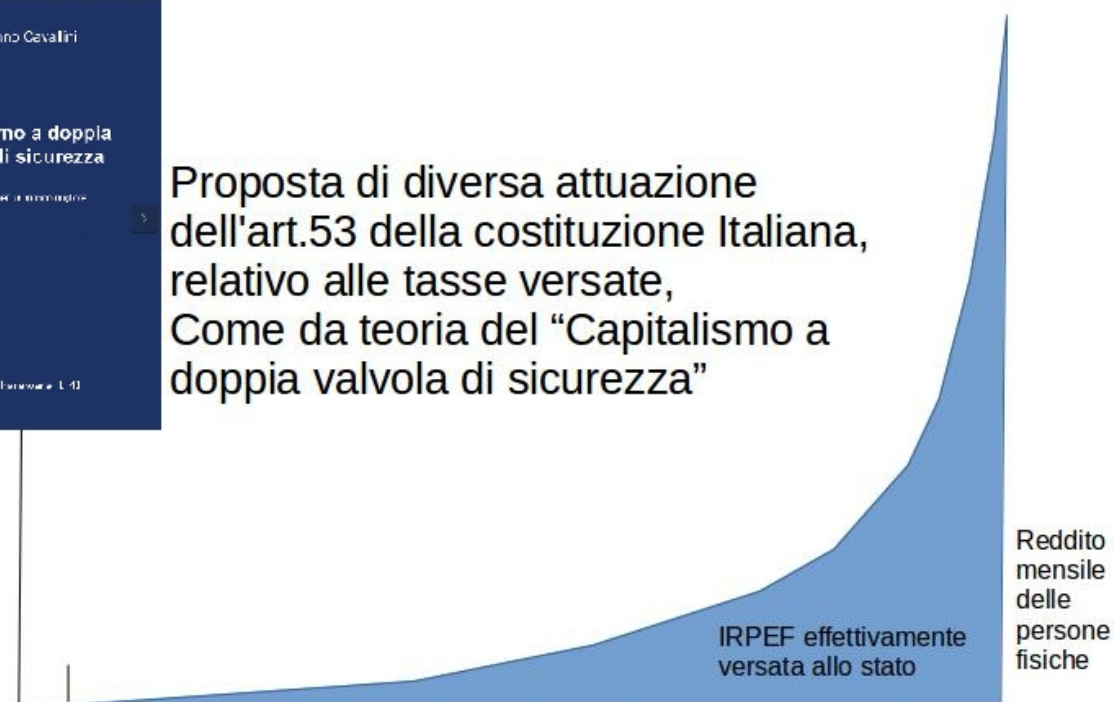 Cavallini
mo a doppia
di sicurezza
Proposta di diversa attuazione
dell'art.53 della costituzione Italiana,
relativo alle tasse versate,
Come da teoria del “Capitalismo a
doppia valvola di sicurezza”
IRPEF effettivamente
versata allo stato
Reddito
mensile
delle
persone
fisiche